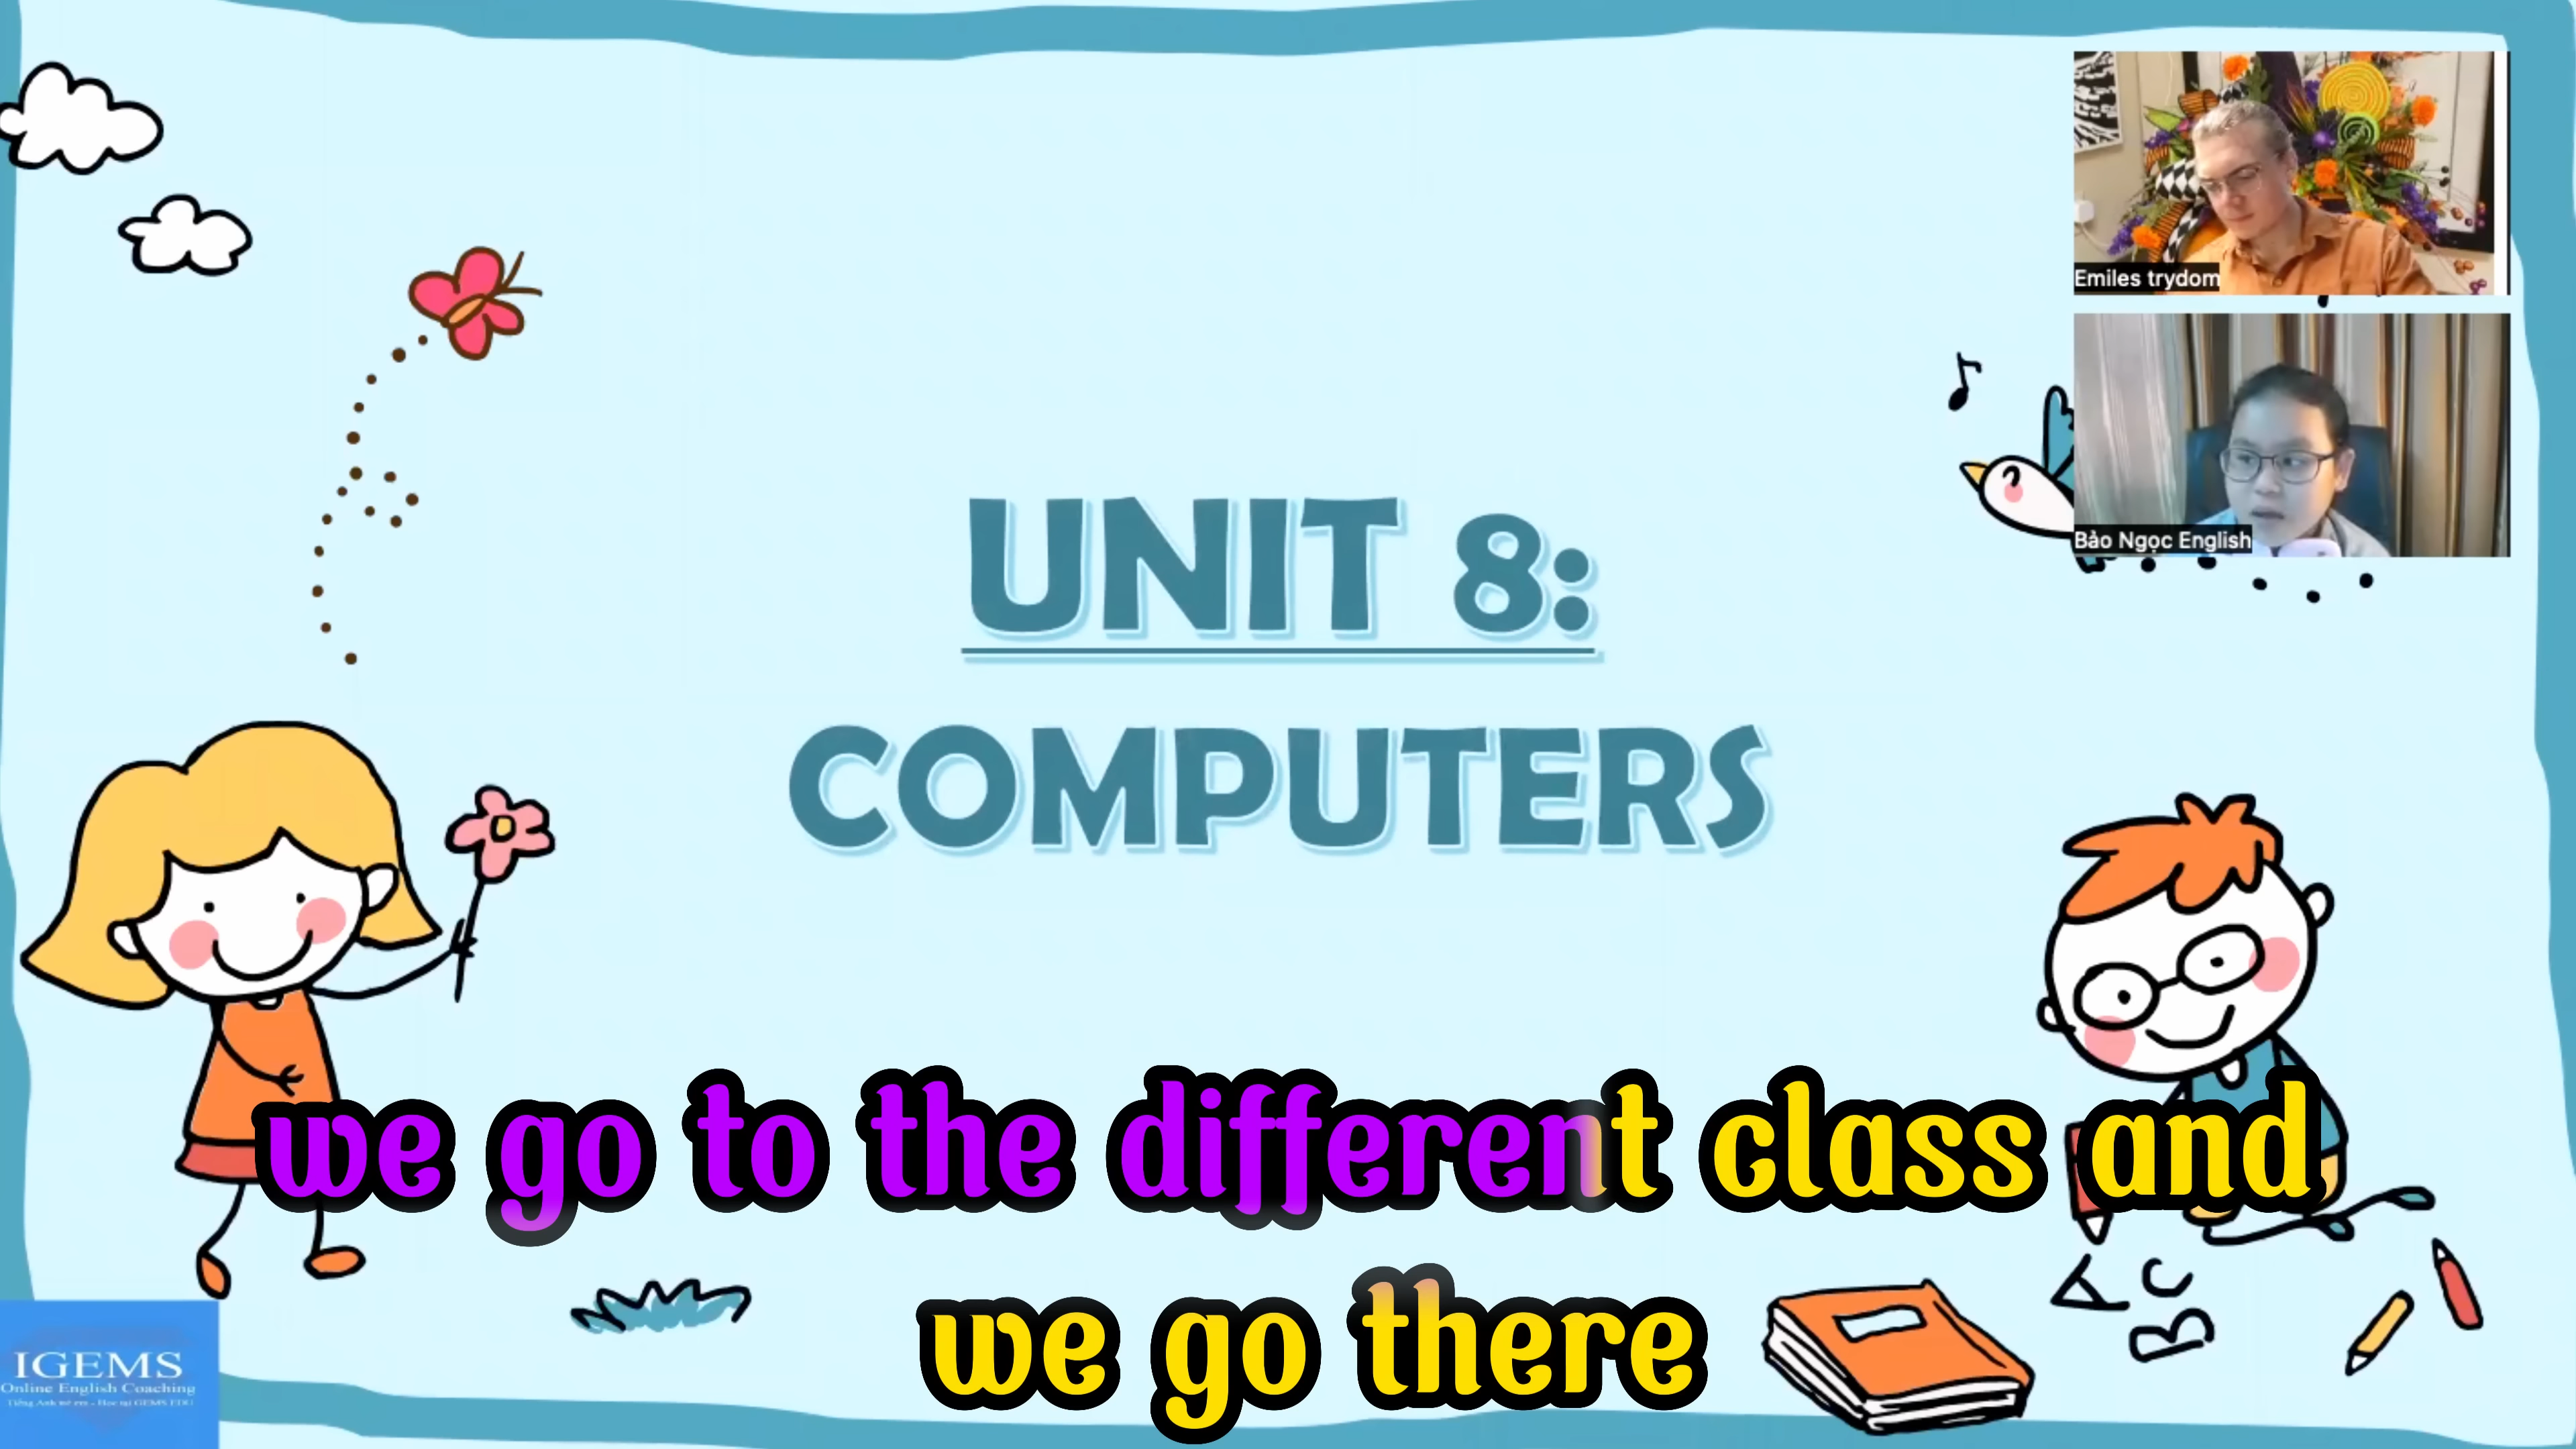 Emiles trydom
Bảo Ngọc English
UNIT 8:
COMPUTERS
we go to the different class and
we go there
A
B c
IGEMS
Online English Coaching